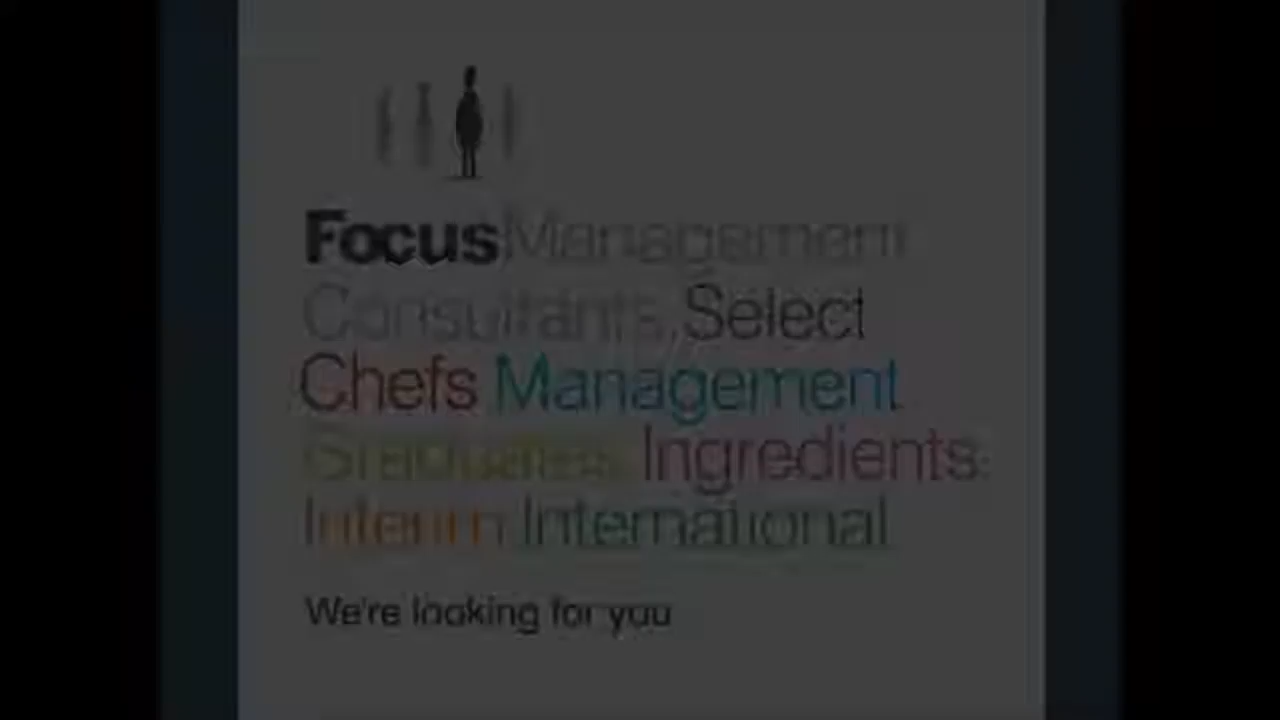 Focus Management
Consultants Select
Chefs Management
Graduates Ingredients
Interim International
We're looking for you